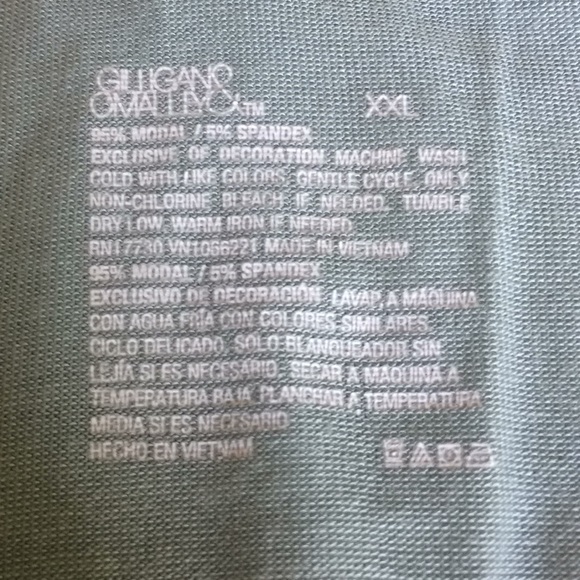 GILLIGAN&
OMALLEY&™ XXL
95% MODAL / 5% SPANDEX
EXCLUSIVE OF DECORATION. MACHINE WASH
COLD WITH LIKE COLORS. GENTLE CYCLE. ONLY
NON-CHLORINE BLEACH IF NEEDED. TUMBLE
DRY LOW. WARM IRON IF NEEDED.
RN17730 VN1066221 MADE IN VIETNAM
95% MODAL / 5% SPANDEX
EXCLUSIVO DE DECORACIÓN. LAVAR A MÁQUINA
CON AGUA FRÍA CON COLORES SIMILARES.
CICLO DELICADO. SOLO BLANQUEADOR SIN
LEJÍA SI ES NECESARIO. SECAR A MÁQUINA A
TEMPERATURA BAJA. PLANCHAR A TEMPERATURA
MEDIA SI ES NECESARIO.
HECHO EN VIETNAM